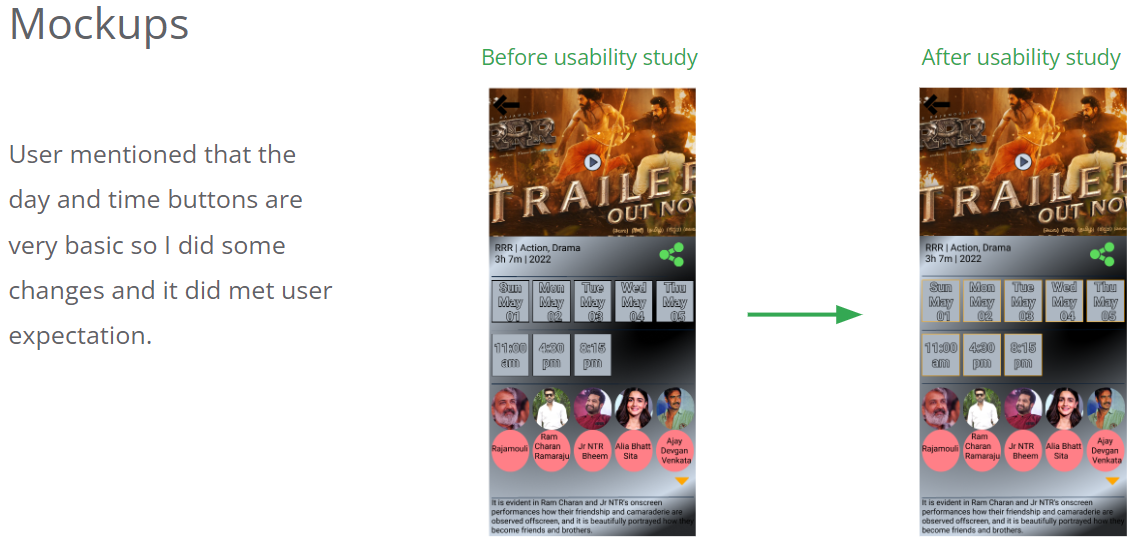 Mockups
User mentioned that the
day and time buttons are
very basic so I did some
changes and it did met user
expectation.
Before usability study
TRAILER
OUT NOW
RRR | Action, Drama
3h 7m | 2022
Sun Mon Tue Wed Thu
May May May May May
01 02 03 04 05
11:00 4:30 8:15
am pm pm
Rajamouli
Ram Charan Ramaraju
Jr NTR Bheem
Alia Bhatt Sita
Ajay Devgan Venkata
It is evident in Ram Charan and Jr NTR's onscreen
performances how their friendship and camaraderie are
observed offscreen, and it is beautifully portrayed how they
become friends and brothers.
After usability study
TRAILER
OUT NOW
RRR | Action, Drama
3h 7m | 2022
Sun Mon Tue Wed Thu
May May May May May
01 02 03 04 05
11:00 4:30 8:15
am pm pm
Rajamouli
Ram Charan Ramaraju
Jr NTR Bheem
Alia Bhatt Sita
Ajay Devgan Venkata
It is evident in Ram Charan and Jr NTR's onscreen
performances how their friendship and camaraderie are
observed offscreen, and it is beautifully portrayed how they
become friends and brothers.